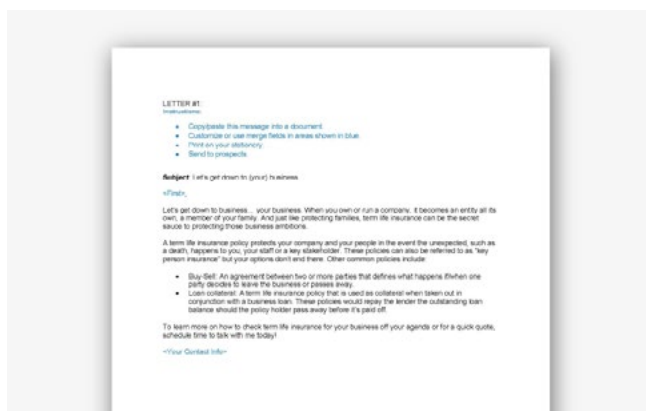 LETTER #1:
Instructions:
• Copy/paste this message into a document.
• Customize or use merge fields in areas shown in blue.
• Print on your stationery.
• Send to prospects.
Subject: Let's get down to (your) business
<First>,
Let's get down to business... your business. When you own or run a company, it becomes an entity all its
own, a member of your family. And just like protecting families, term life insurance can be the secret
sauce to protecting those business ambitions.
A term life insurance policy protects your company and your people in the event the unexpected, such as
a death, happens to you, your staff or a key stakeholder. These policies can also be referred to as "key
person insurance" but your options don't end there. Other common policies include:
• Buy-Sell: An agreement between two or more parties that defines what happens if/when one
party decides to leave the business or passes away.
• Loan collateral: A term life insurance policy that is used as collateral when taken out in
conjunction with a business loan. These policies would repay the lender the outstanding loan
balance should the policy holder pass away before it's paid off.
To learn more on how to check term life insurance for your business off your agenda or for a quick quote,
schedule time to talk with me today!
<Your Contact Info>